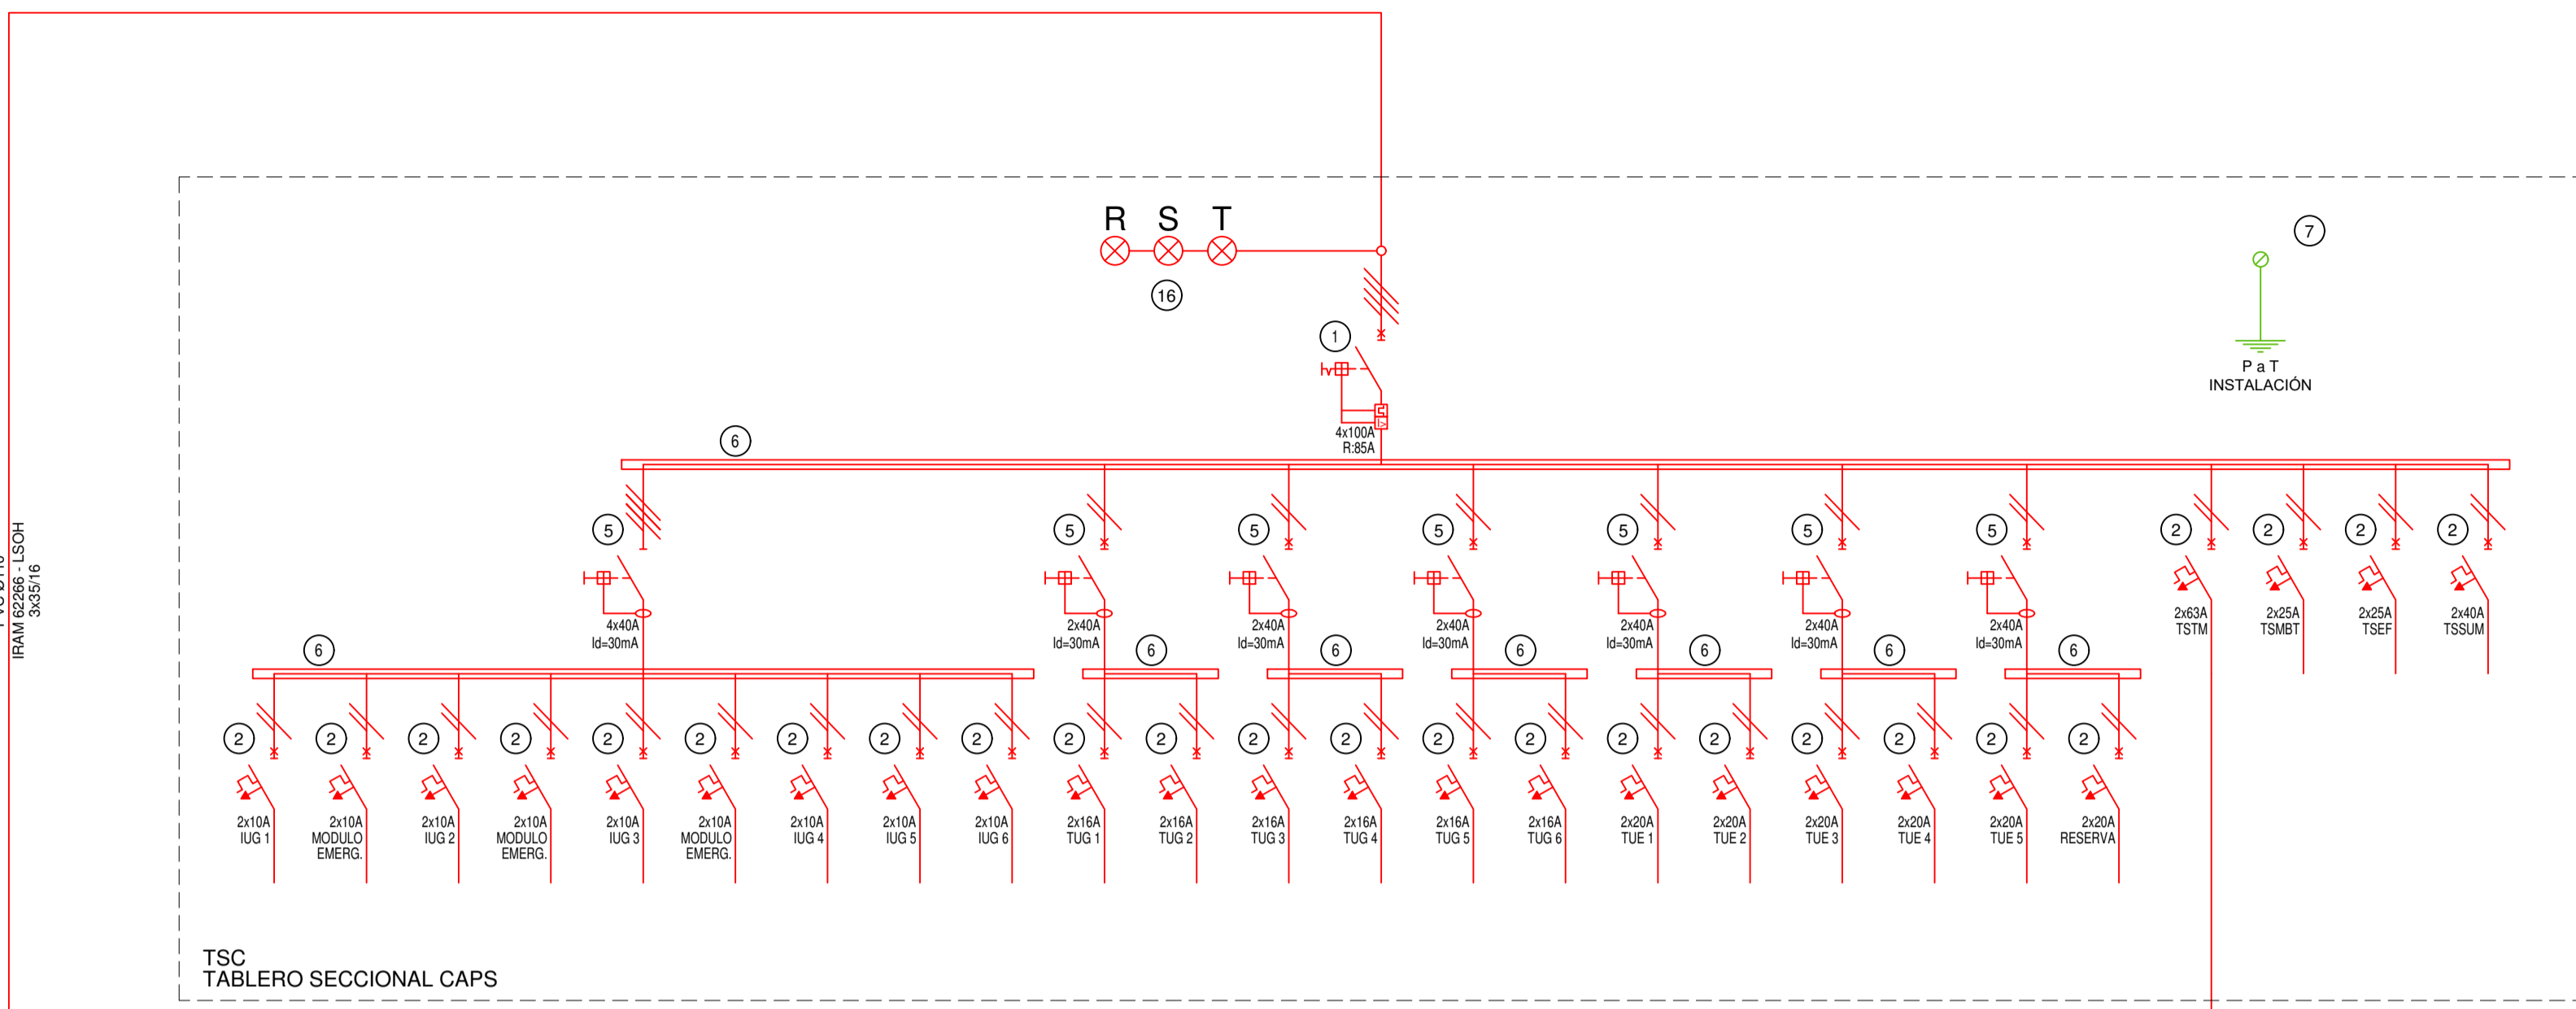 R S T
16
7
P a T
INSTALACIÓN
1
4x100A
R:85A
6
IRAM 62266 - LSOH
3x35/16
5
4x40A
Id=30mA
5
2x40A
Id=30mA
5
2x40A
Id=30mA
5
2x40A
Id=30mA
5
2x40A
Id=30mA
5
2x40A
Id=30mA
5
2x40A
Id=30mA
2
2x63A
TSTM
2
2x25A
TSMBT
2
2x25A
TSEF
2
2x40A
TSSUM
6
6
6
6
6
6
6
2
2x10A
IUG 1
2
2x10A
MODULO
EMERG.
2
2x10A
IUG 2
2
2x10A
MODULO
EMERG.
2
2x10A
IUG 3
2
2x10A
MODULO
EMERG.
2
2x10A
IUG 4
2
2x10A
IUG 5
2
2x10A
IUG 6
2
2x16A
TUG 1
2
2x16A
TUG 2
2
2x16A
TUG 3
2
2x16A
TUG 4
2
2x16A
TUG 5
2
2x16A
TUG 6
2
2x20A
TUE 1
2
2x20A
TUE 2
2
2x20A
TUE 3
2
2x20A
TUE 4
2
2x20A
TUE 5
2
2x20A
RESERVA
TSC
TABLERO SECCIONAL CAPS